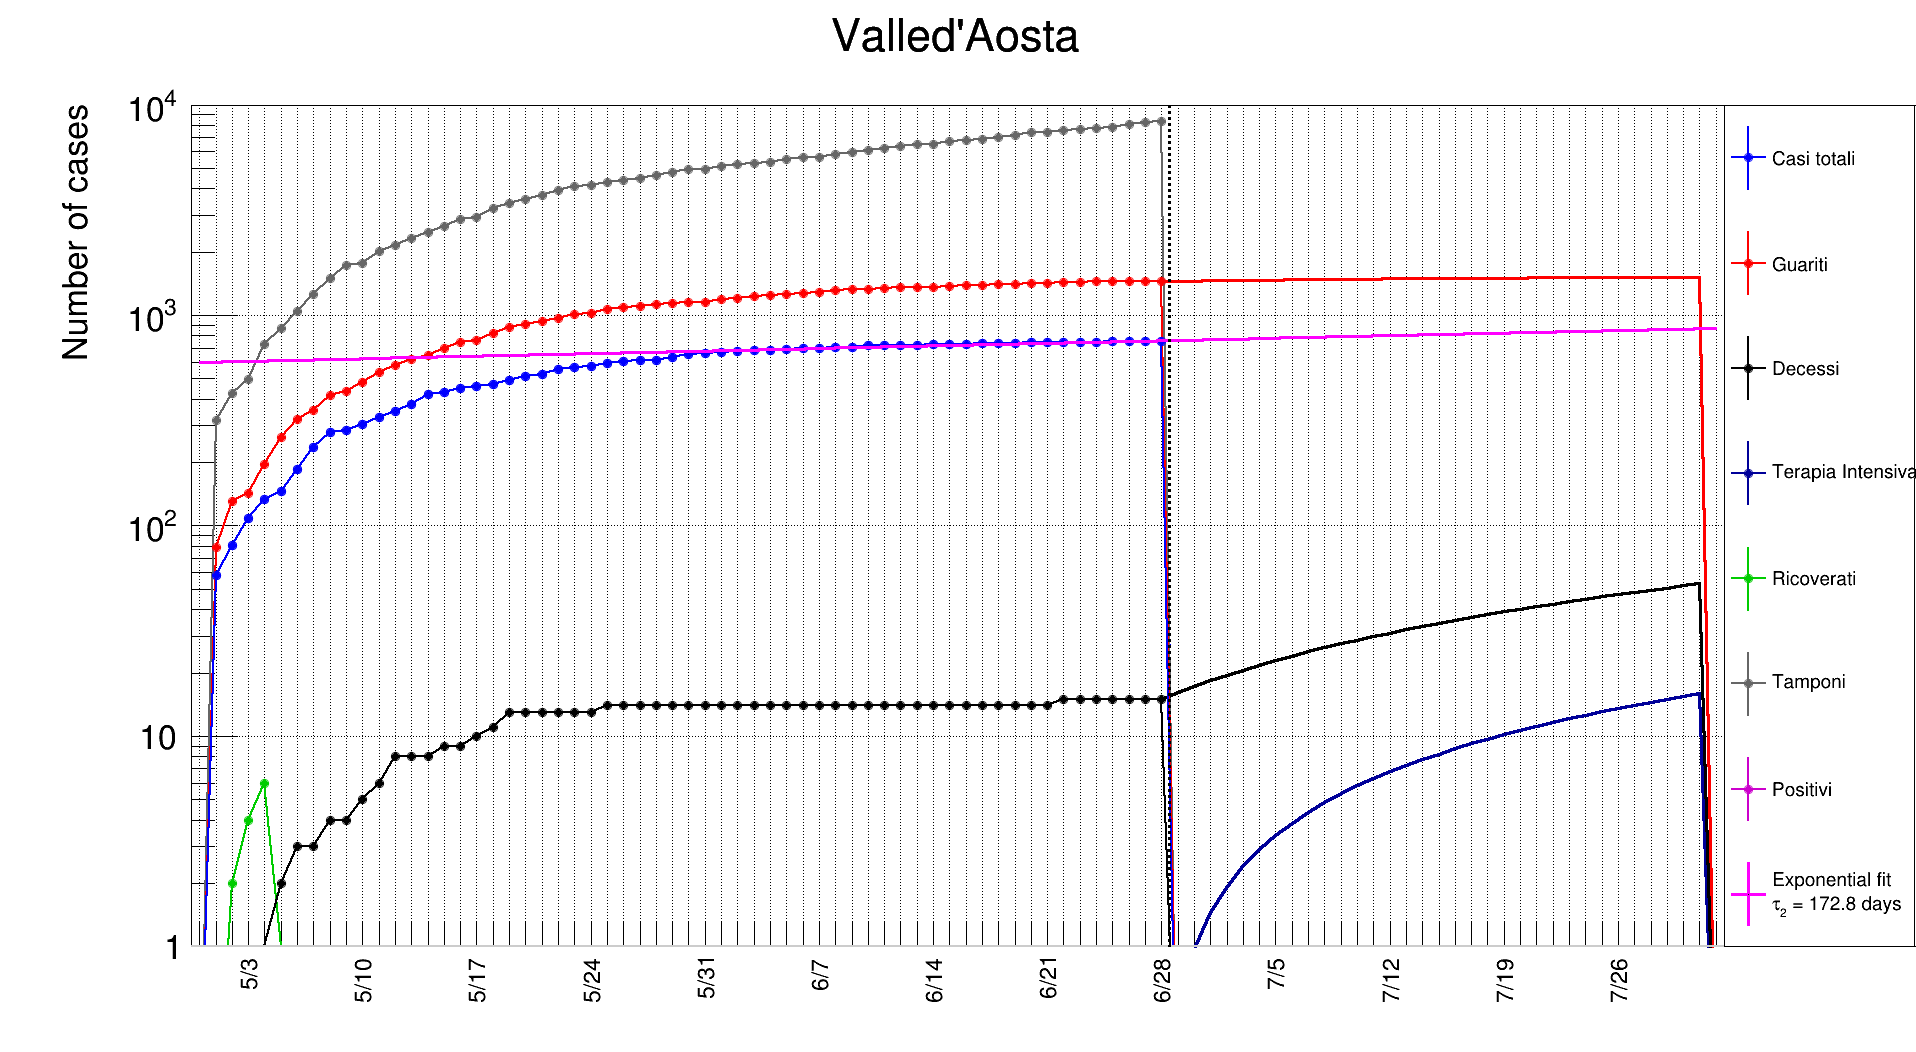 Valled'Aosta
Number of cases
10^4
10^3
10^2
10
1
5/3
5/10
5/17
5/24
5/31
6/7
6/14
6/21
6/28
7/5
7/12
7/19
7/26
Casi totali
Guariti
Decessi
Terapia Intensiva
Ricoverati
Tamponi
Positivi
Exponential fit
τ₂ = 172.8 days